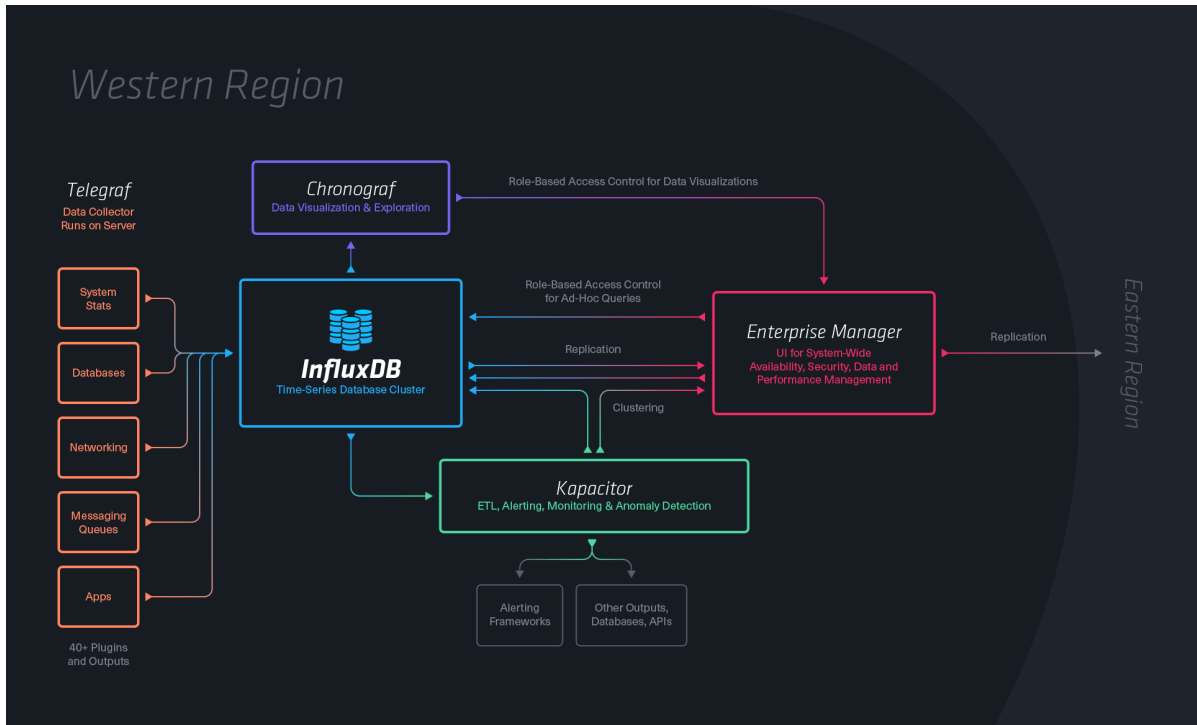 Western Region
Telegraf
Data Collector
Runs on Server
System
Stats
Databases
Networking
Messaging
Queues
Apps
40+ Plugins
and Outputs
Chronograf
Data Visualization & Exploration
Role-Based Access Control for Data Visualizations
InfluxDB
Time-Series Database Cluster
Role-Based Access Control
for Ad-Hoc Queries
Replication
Clustering
Enterprise Manager
UI for System-Wide
Availability, Security, Data and
Performance Management
Replication
Eastern Region
Kapacitor
ETL, Alerting, Monitoring & Anomaly Detection
Alerting
Frameworks
Other Outputs,
Databases, APIs